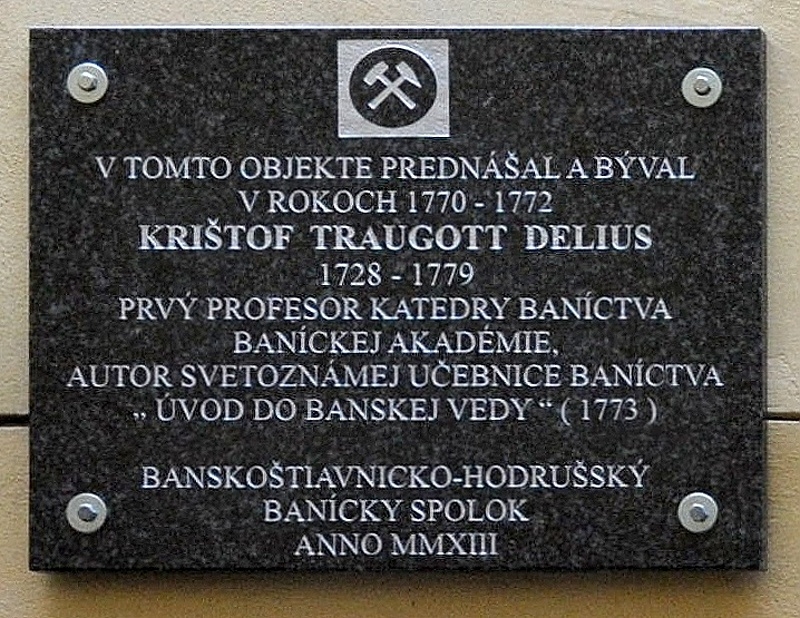 V TOMTO OBJEKTE PREDNÁŠAL A BÝVAL
V ROKOCH 1770 - 1772
KRIŠTOF TRAUGOTT DELIUS
1728 - 1779
PRVÝ PROFESOR KATEDRY BANÍCTVA
BANÍCKEJ AKADÉMIE,
AUTOR SVETOZNÁMEJ UČEBNICE BANÍCTVA
„ ÚVOD DO BANSKEJ VEDY “ ( 1773 )
BANSKOŠTIAVNICKO-HODRUŠSKÝ
BANÍCKY SPOLOK
ANNO MMXIII